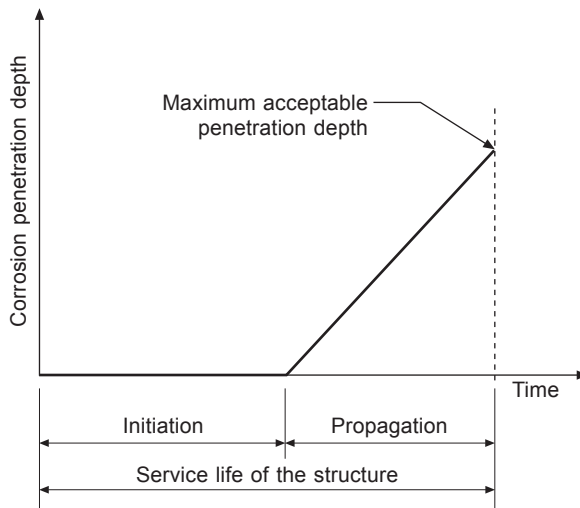 Corrosion penetration depth
Maximum acceptable
penetration depth
Time
Initiation
Propagation
Service life of the structure